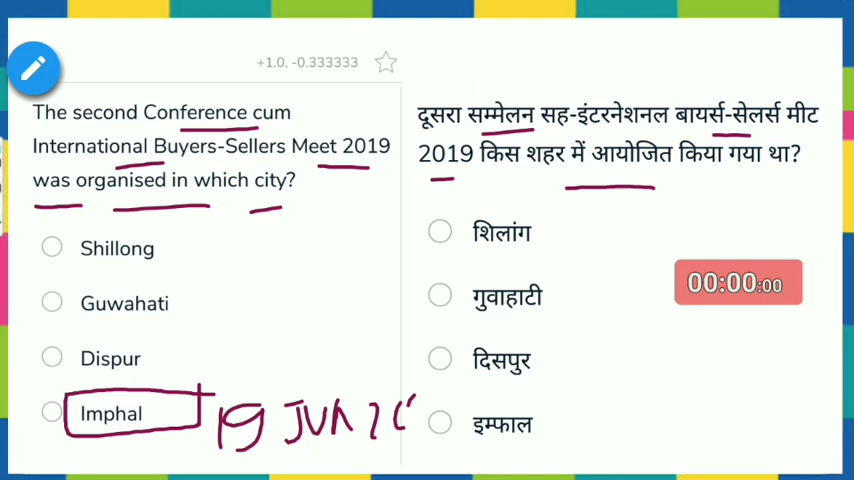 +1.0, -0.333333
The second Conference cum
International Buyers-Sellers Meet 2019
was organised in which city?
Shillong
Guwahati
Dispur
Imphal
19 JUN
दूसरा सम्मेलन सह-इंटरनेशनल बायर्स-सेलर्स मीट
2019 किस शहर में आयोजित किया गया था?
शिलांग
गुवाहाटी
दिसपुर
इम्फाल
00:00:00